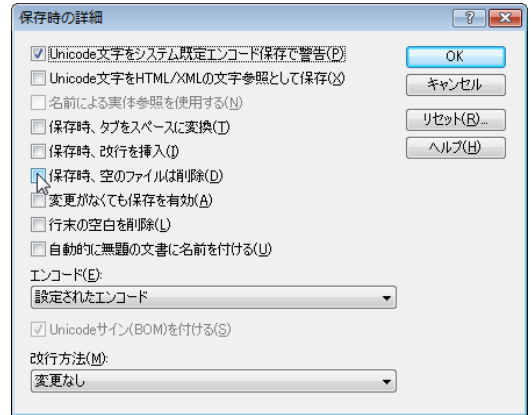 保存時の詳細
Unicode文字をシステム既定エンコード保存で警告(P)
OK
Unicode文字をHTML/XMLの文字参照として保存(X)
キャンセル
名前による実体参照を使用する(N)
保存時、タブをスペースに変換(T)
リセット(R)...
保存時、改行を挿入(I)
ヘルプ(H)
保存時、空のファイルは削除(D)
変更がなくても保存を有効(A)
行末の空白を削除(L)
自動的に無題の文書に名前を付ける(U)
エンコード(E):
設定されたエンコード
Unicodeサイン(BOM)を付ける(S)
改行方法(M):
変更なし